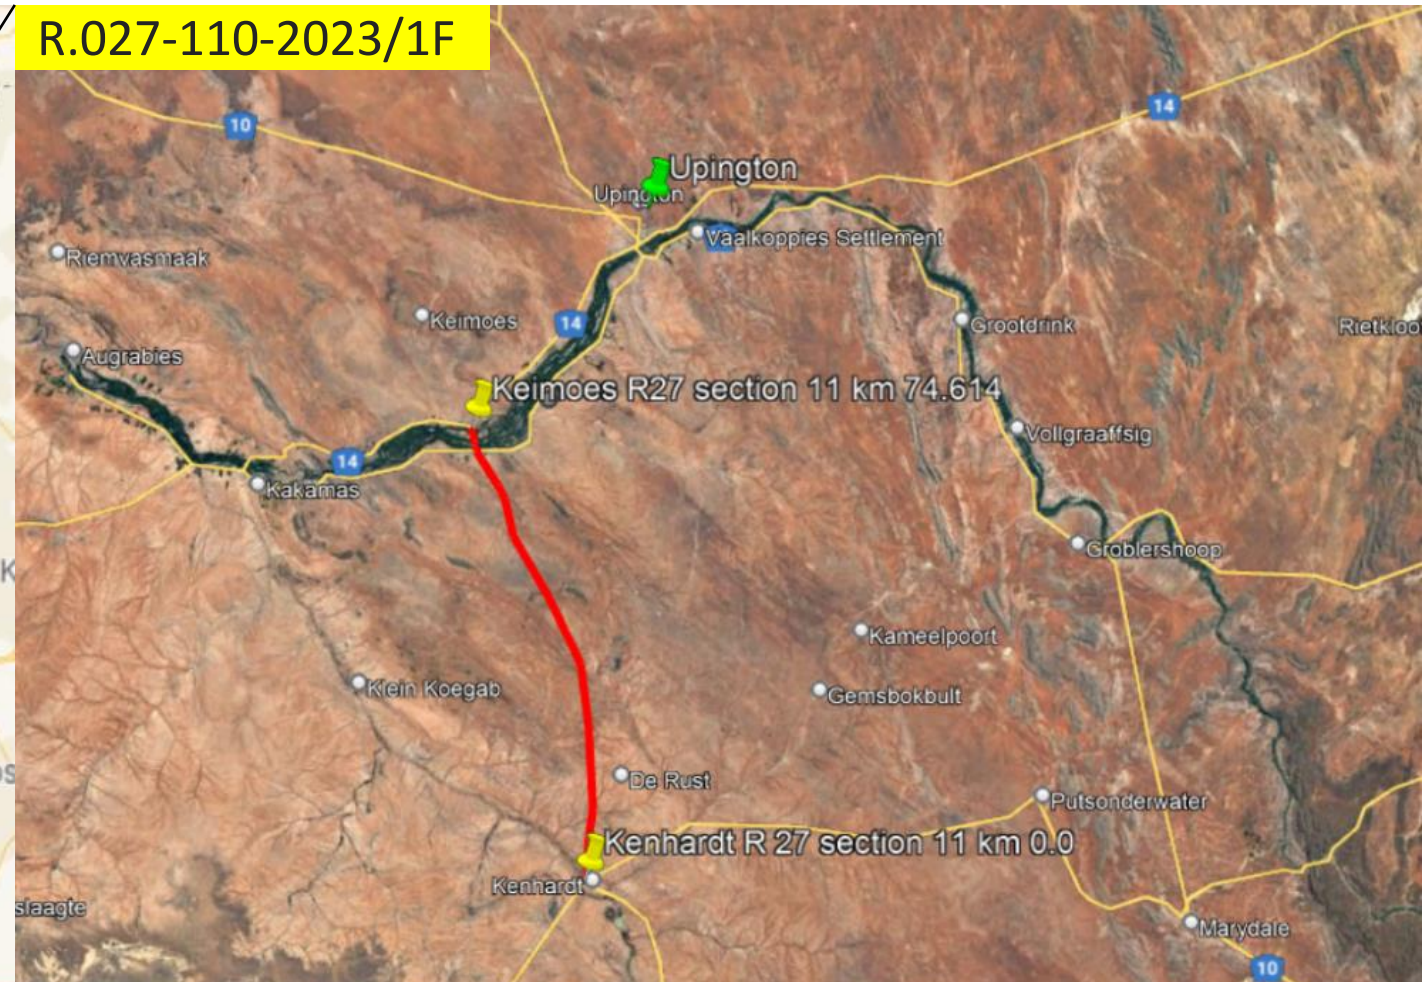 R.027-110-2023/1F
10
14
Upington
Upington
Vaalkoppies Settlement
Riemvasmaak
Keimoes
14
Grootdrink
Augrabies
Keimoes R27 section 11 km 74.614
Vollgraaffsig
14
Kakamas
Groblershoop
Kameelpoort
Klein Koegab
Gemsbokbult
De Rust
Putsonderwater
Kenhardt R 27 section 11 km 0.0
Kenhardt
slaagte
Marydale
10